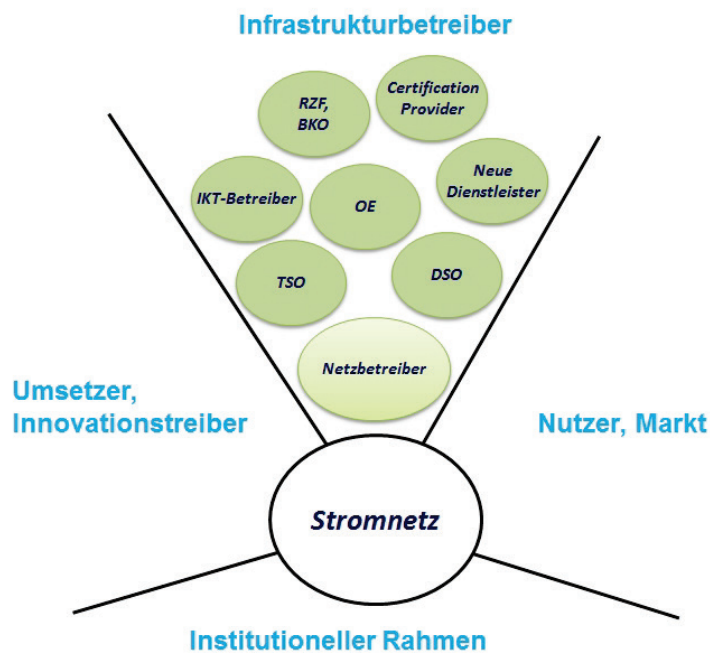 Infrastrukturbetreiber
Certification
Provider
RZF,
BKO
Neue
Dienstleister
IKT-Betreiber
OE
TSO
DSO
Netzbetreiber
Umsetzer,
Innovationstreiber
Nutzer, Markt
Stromnetz
Institutioneller Rahmen